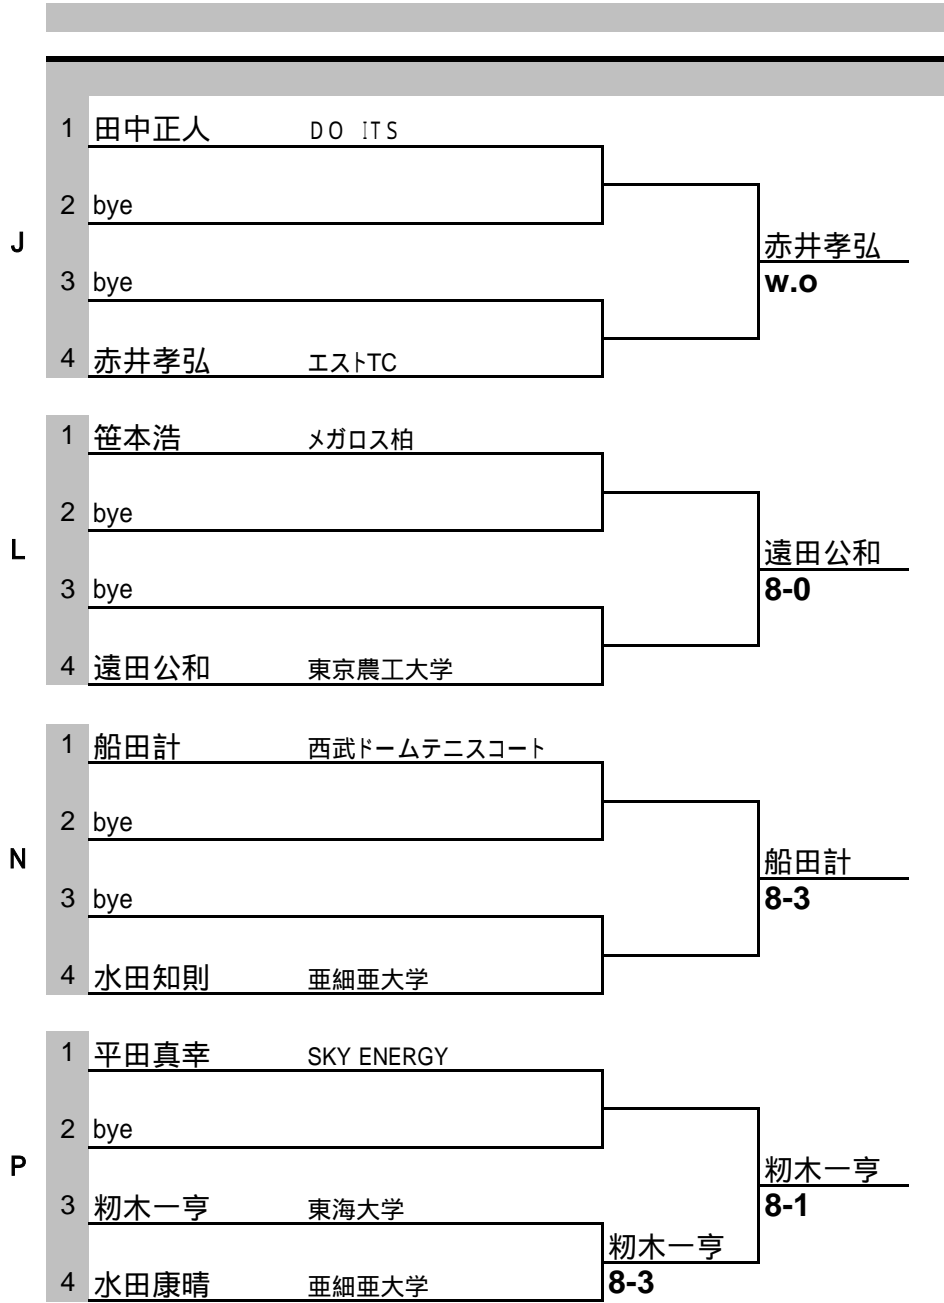 1 田中正人 DO ITS
2 bye
J 赤井孝弘
3 bye w.o
4 赤井孝弘 エストTC
1 笹本浩 メガロス柏
2 bye
L 遠田公和
3 bye 8-0
4 遠田公和 東京農工大学
1 船田計 西武ドームテニスコート
2 bye
N 船田計
3 bye 8-3
4 水田知則 亜細亜大学
1 平田真幸 SKY ENERGY
2 bye
P 籾木一亨
3 籾木一亨 東海大学 8-1
籾木一亨
4 水田康晴 亜細亜大学 8-3